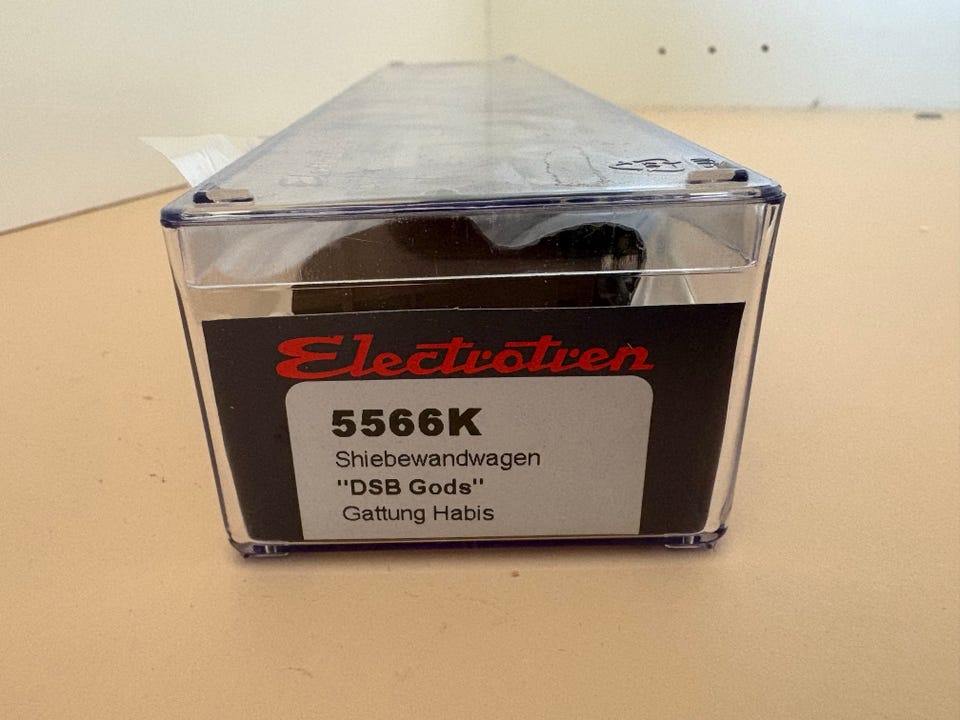 Electrotren
5566K
Shiebewandwagen
"DSB Gods"
Gattung Habis